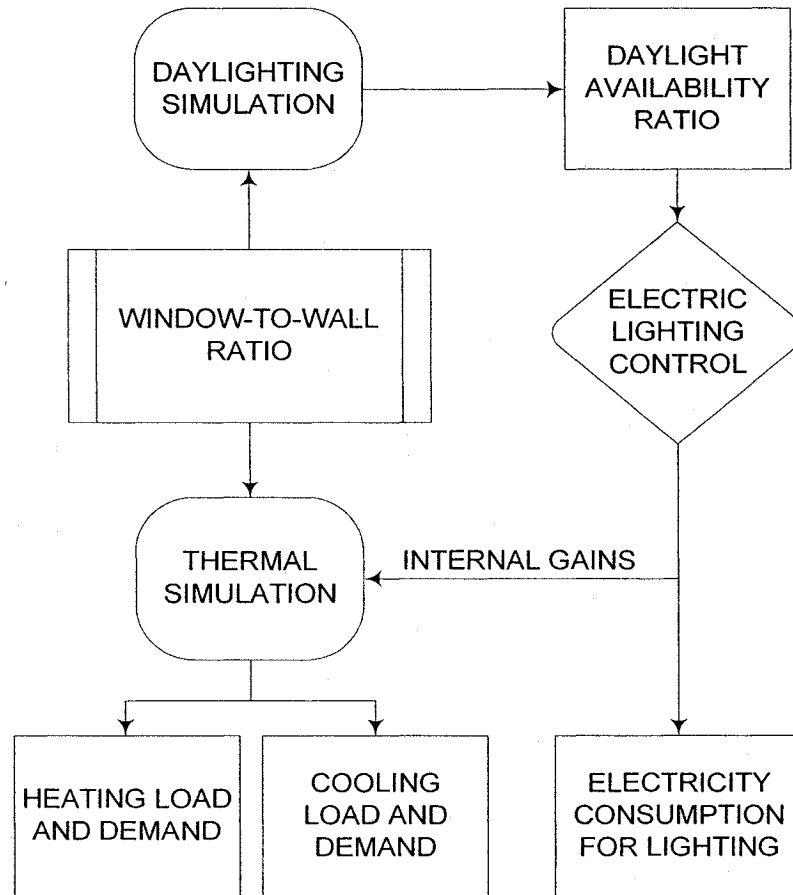 DAYLIGHTING
SIMULATION
DAYLIGHT
AVAILABILITY
RATIO
WINDOW-TO-WALL
RATIO
ELECTRIC
LIGHTING
CONTROL
THERMAL
SIMULATION
INTERNAL GAINS
HEATING LOAD
AND DEMAND
COOLING
LOAD AND
DEMAND
ELECTRICITY
CONSUMPTION
FOR LIGHTING